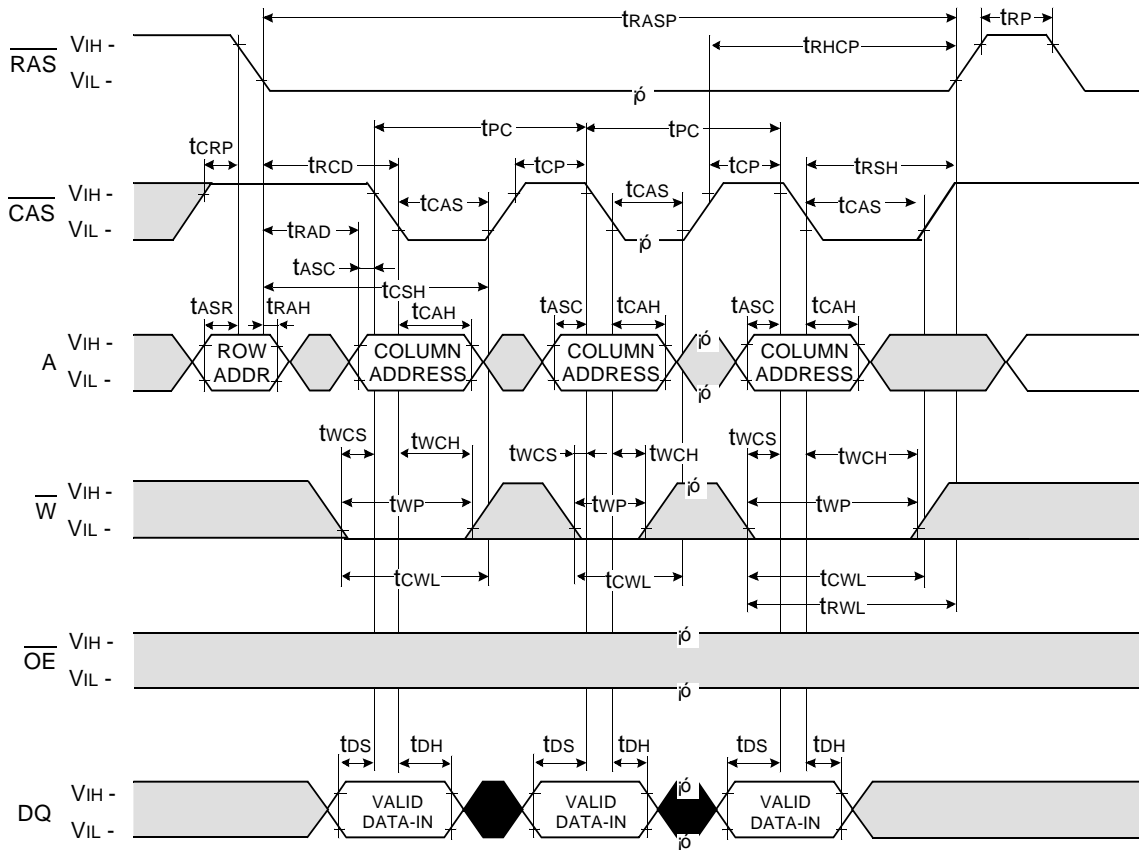 tRASP
tRP
tRHCP
RAS
VIH -
VIL -
¡ó
tCRP
tRCD
tPC
tPC
tCP
tCP
tRSH
CAS
VIH -
VIL -
tCAS
tCAS
tCAS
¡ó
tRAD
tASC
tCSH
tASR
tRAH
tCAH
tASC
tCAH
tASC
tCAH
A
VIH -
VIL -
ROW
ADDR
COLUMN
ADDRESS
COLUMN
ADDRESS
¡ó
¡ó
COLUMN
ADDRESS
tWCS
tWCH
tWCS
tWCH
tWCS
tWCH
W
VIH -
VIL -
tWP
tWP
¡ó
tWP
tCWL
tCWL
tCWL
tRWL
OE
VIH -
VIL -
¡ó
¡ó
tDS
tDH
tDS
tDH
tDS
tDH
DQ
VIH -
VIL -
VALID
DATA-IN
VALID
DATA-IN
¡ó
¡ó
VALID
DATA-IN